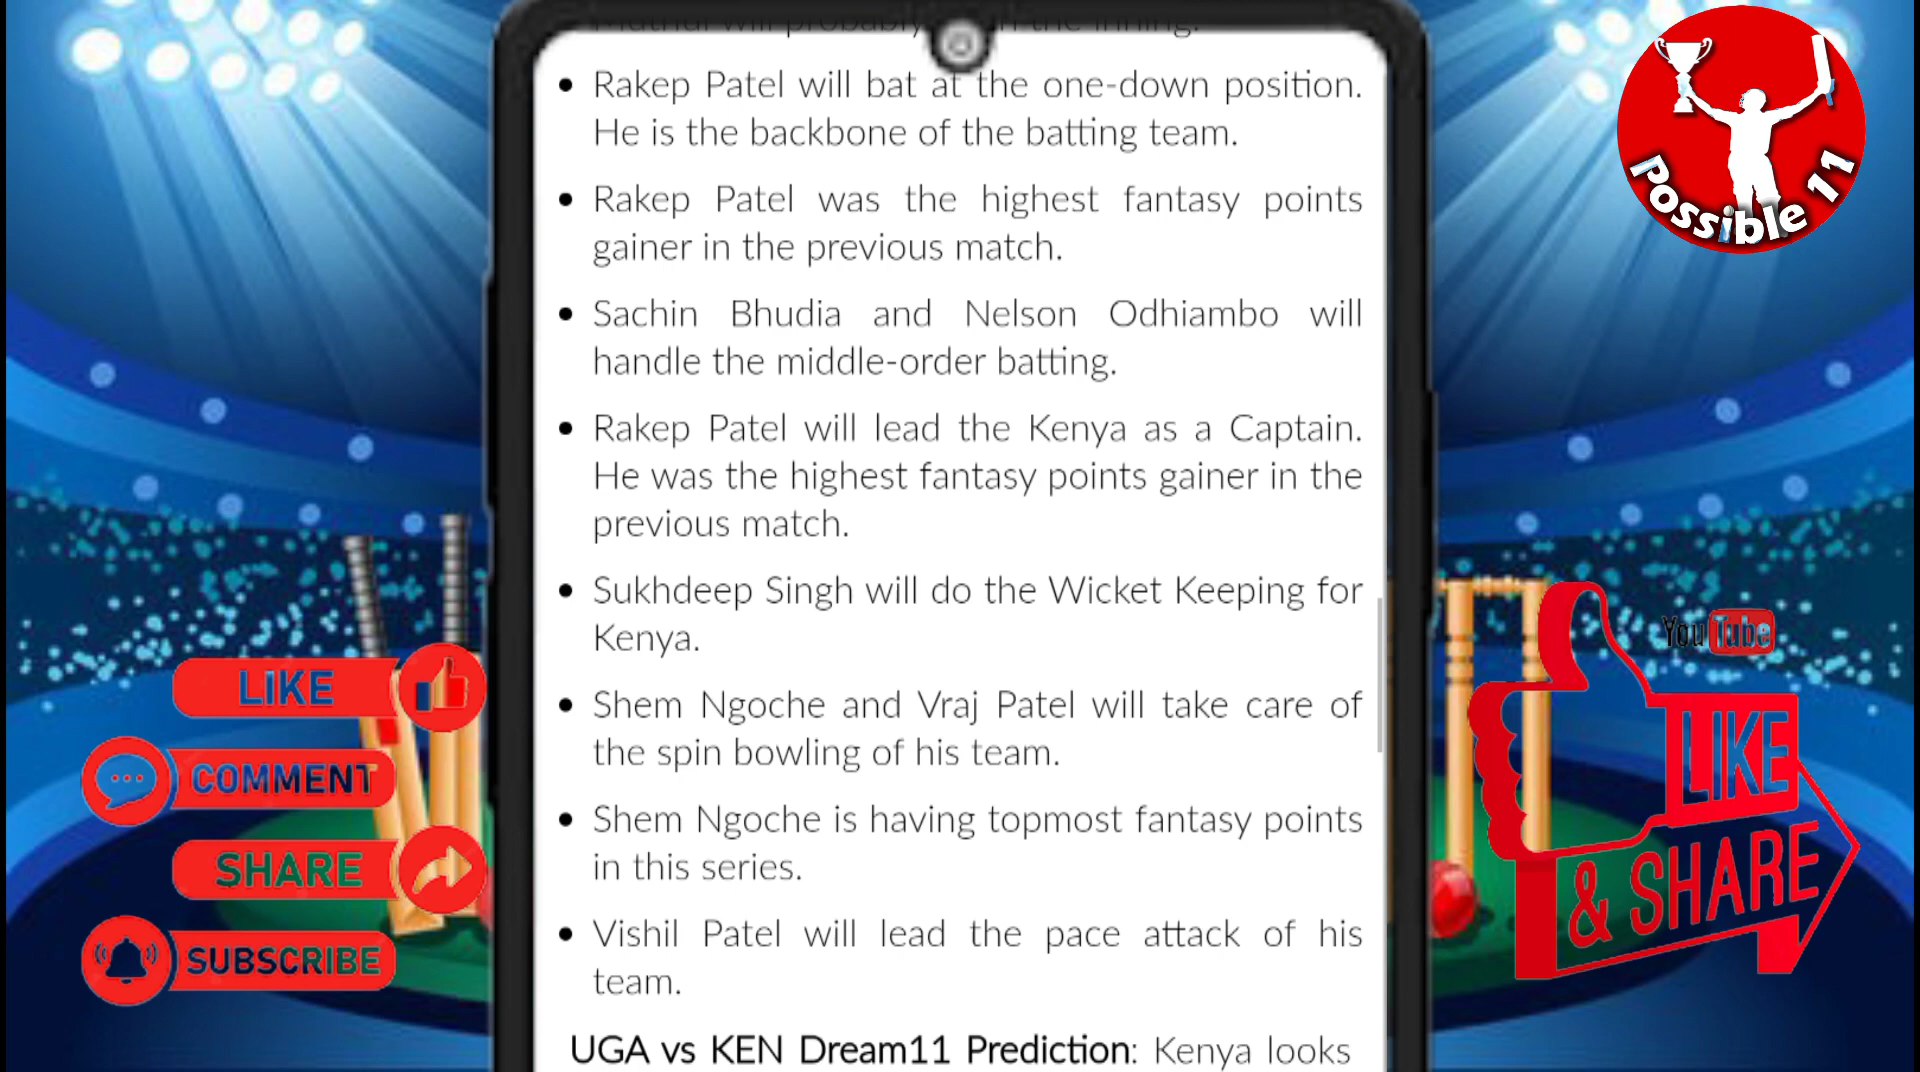 Rakep Patel will bat at the one-down position.
He is the backbone of the batting team.
Rakep Patel was the highest fantasy points
gainer in the previous match.
Sachin Bhudia and Nelson Odhiambo will
handle the middle-order batting.
Rakep Patel will lead the Kenya as a Captain.
He was the highest fantasy points gainer in the
previous match.
Sukhdeep Singh will do the Wicket Keeping for
Kenya.
Shem Ngoche and Vraj Patel will take care of
the spin bowling of his team.
Shem Ngoche is having topmost fantasy points
in this series.
Vishil Patel will lead the pace attack of his
team.
UGA vs KEN Dream11 Prediction: Kenya looks
LIKE
COMMENT
SHARE
SUBSCRIBE
Possible 11
YouTube
LIKE
& SHARE